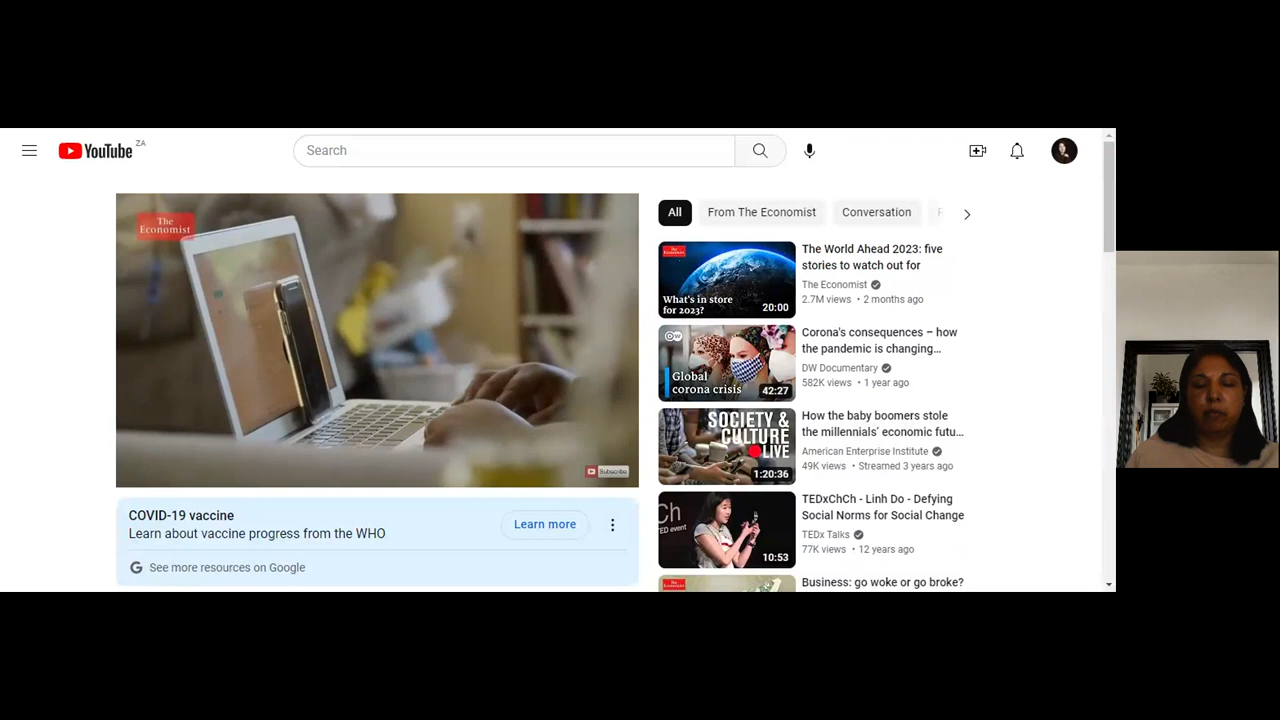 YouTube ZA
Search
The
Economist
Subscribe
COVID-19 vaccine
Learn about vaccine progress from the WHO
Learn more
See more resources on Google
All
From The Economist
Conversation
What's in store
for 2023?
20:00
The World Ahead 2023: five
stories to watch out for
The Economist
2.7M views • 2 months ago
Global
corona crisis
42:27
Corona's consequences – how
the pandemic is changing...
DW Documentary
582K views • 1 year ago
SOCIETY &
CULTURE
LIVE
1:20:36
How the baby boomers stole
the millennials' economic futu...
American Enterprise Institute
49K views • Streamed 3 years ago
Ch
ED event
10:53
TEDxChCh - Linh Do - Defying
Social Norms for Social Change
TEDx Talks
77K views • 12 years ago
Business: go woke or go broke?